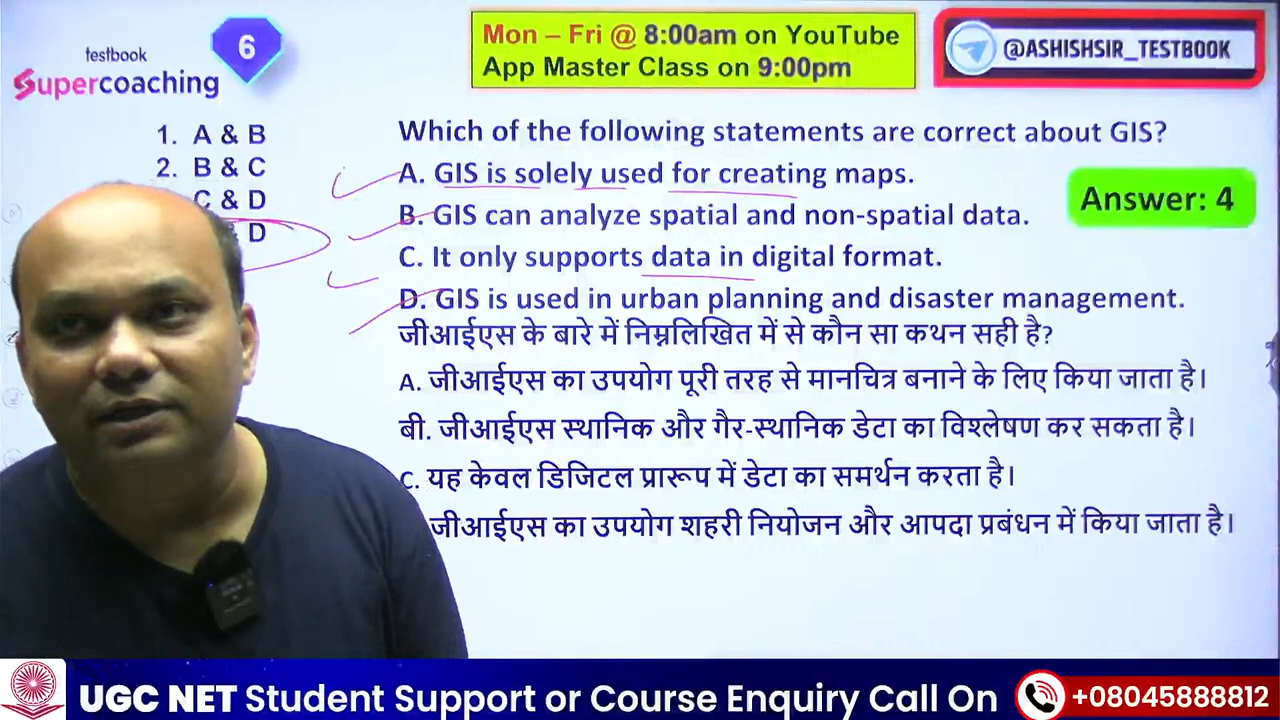 testbook
Supercoaching
6
Mon – Fri @ 8:00am on YouTube
App Master Class on 9:00pm
@ASHISHSIR_TESTBOOK
1. A & B
2. B & C
C & D
D
Which of the following statements are correct about GIS?
A. GIS is solely used for creating maps.
B. GIS can analyze spatial and non-spatial data.
C. It only supports data in digital format.
D. GIS is used in urban planning and disaster management.
Answer: 4
जीआईएस के बारे में निम्नलिखित में से कौन सा कथन सही है?
A. जीआईएस का उपयोग पूरी तरह से मानचित्र बनाने के लिए किया जाता है।
बी. जीआईएस स्थानिक और गैर-स्थानिक डेटा का विश्लेषण कर सकता है।
C. यह केवल डिजिटल प्रारूप में डेटा का समर्थन करता है।
जीआईएस का उपयोग शहरी नियोजन और आपदा प्रबंधन में किया जाता है।
UGC NET Student Support or Course Enquiry Call On
+08045888812